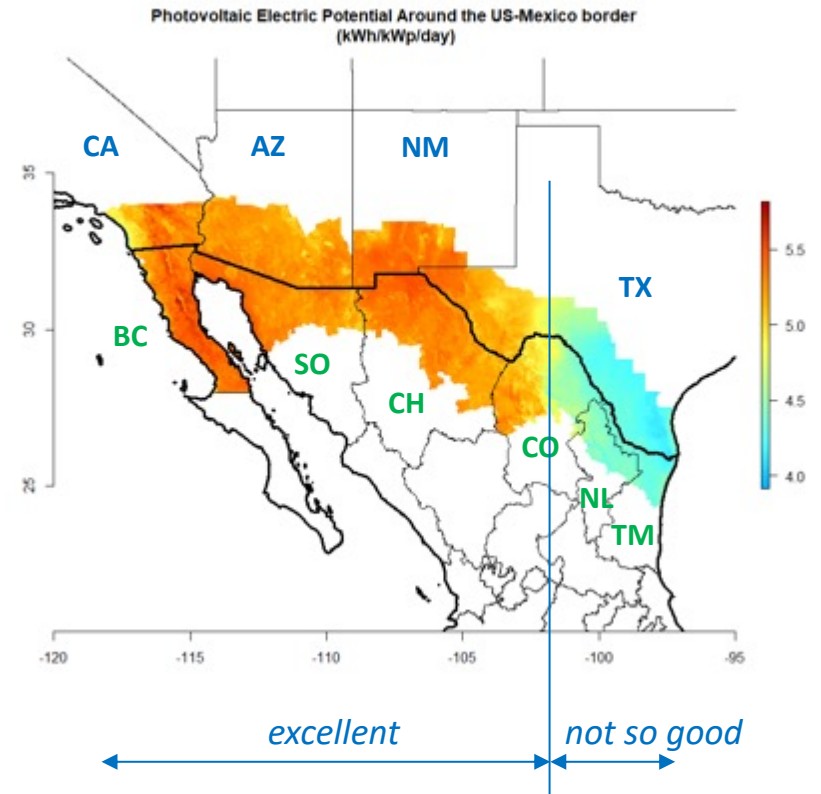 Photovoltaic Electric Potential Around the US-Mexico border
(kWh/kWp/day)
CA
AZ
NM
TX
BC
SO
CH
CO
NL
TM
35
30
25
5.5
5.0
4.5
4.0
-120
-115
-110
-105
-100
-95
excellent
not so good